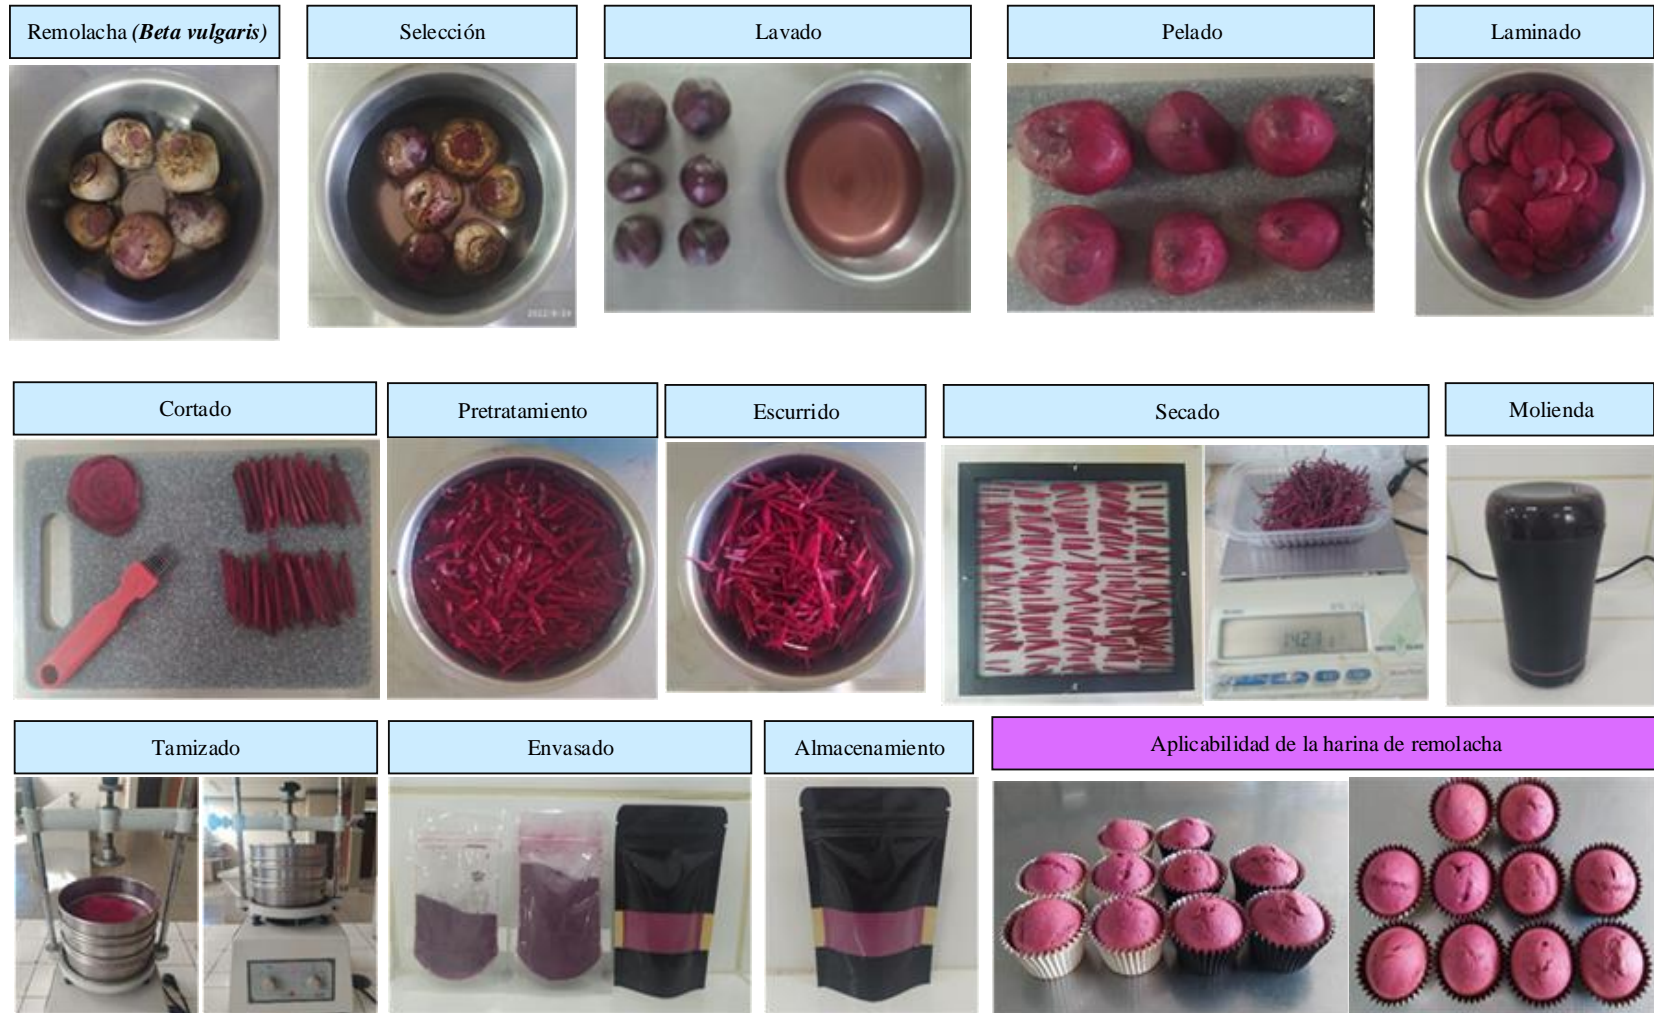 Remolacha (Beta vulgaris)
Selección
Lavado
Pelado
Laminado
Cortado
Pretratamiento
Escurrido
Secado
Molienda
Tamizado
Envasado
Almacenamiento
Aplicabilidad de la harina de remolacha